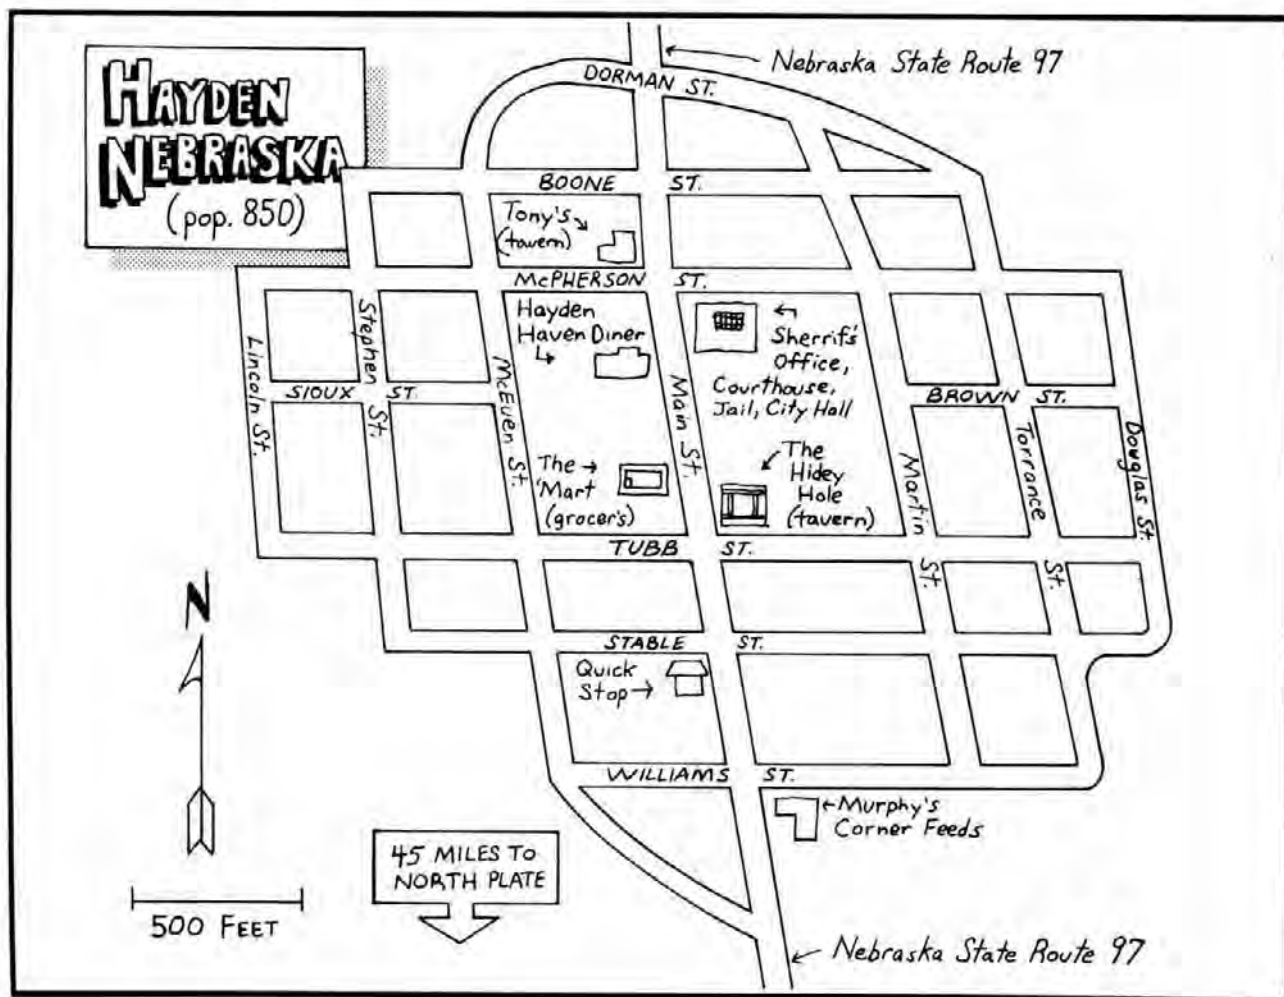 HAYDEN
NEBRASKA
(pop. 850)
Nebraska State Route 97
DORMAN ST.
BOONE ST.
Tony's
(tavern)
McPHERSON ST.
Hayden
Haven Diner
Sherrif's
Office,
Courthouse,
Jail, City Hall
Lincoln St.
Stephen St.
McEuen St.
Main St.
SIOUX ST.
BROWN ST.
Martin St.
Torrance St.
Douglas St.
The
'Mart
(grocer's)
The
Hidey
Hole
(tavern)
TUBB ST.
STABLE ST.
Quick
Stop
WILLIAMS ST.
Murphy's
Corner Feeds
N
500 FEET
45 MILES TO
NORTH PLATE
Nebraska State Route 97